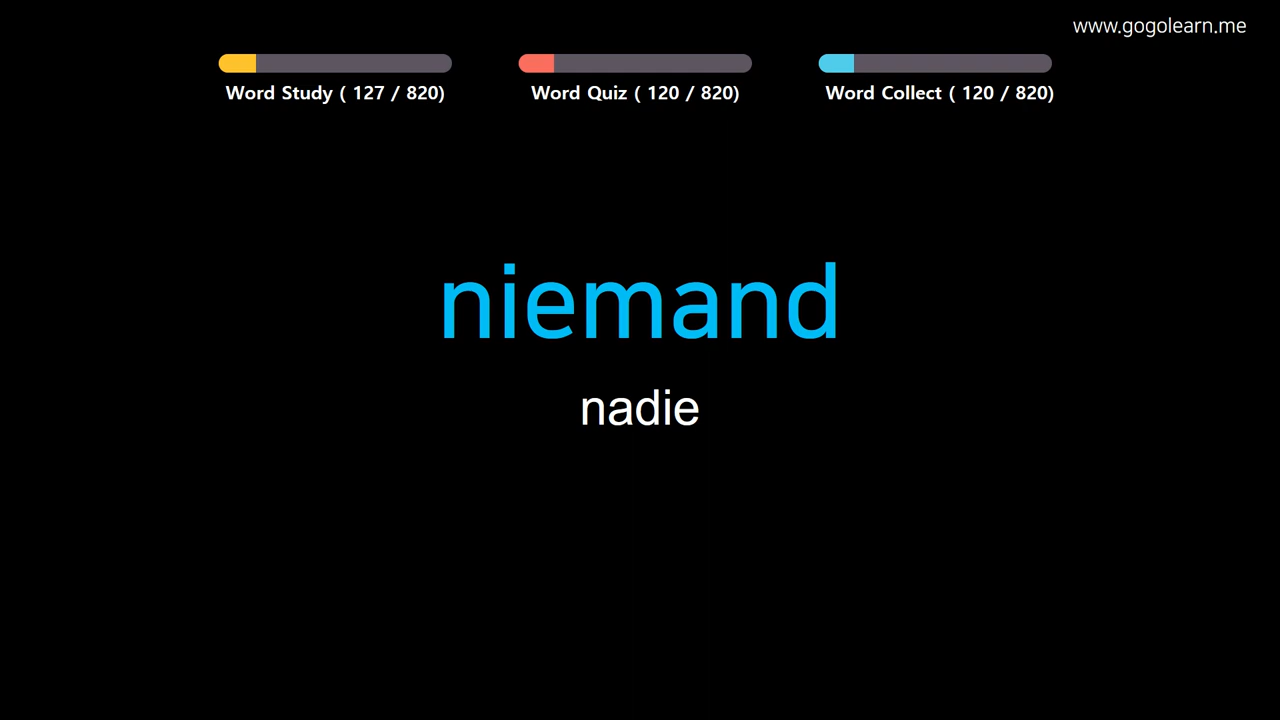 www.gogolearn.me
Word Study ( 127 / 820)
Word Quiz ( 120 / 820)
Word Collect ( 120 / 820)
niemand
nadie